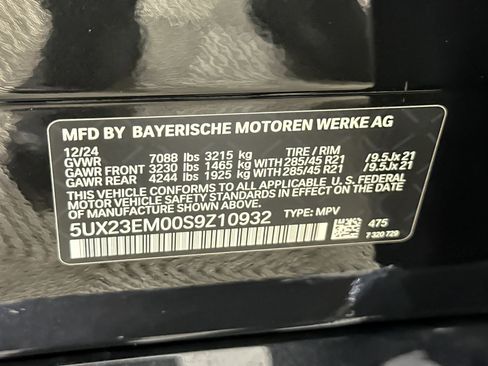 MFD BY BAYERISCHE MOTOREN WERKE AG
12/24 TIRE / RIM
GVWR 7088 lbs 3215 kg
GAWR FRONT 3230 lbs 1465 kg WITH 285/45 R21 /9.5Jx21
GAWR REAR 4244 lbs 1925 kg WITH 285/45 R21 /9.5Jx21
THIS VEHICLE CONFORMS TO ALL APPLICABLE U.S. FEDERAL
MOTOR VEHICLE SAFETY STANDARDS IN EFFECT
ON THE DATE OF MANUFACTURE SHOWN ABOVE.
5UX23EM00S9Z10932 TYPE: MPV
475
7 320 729